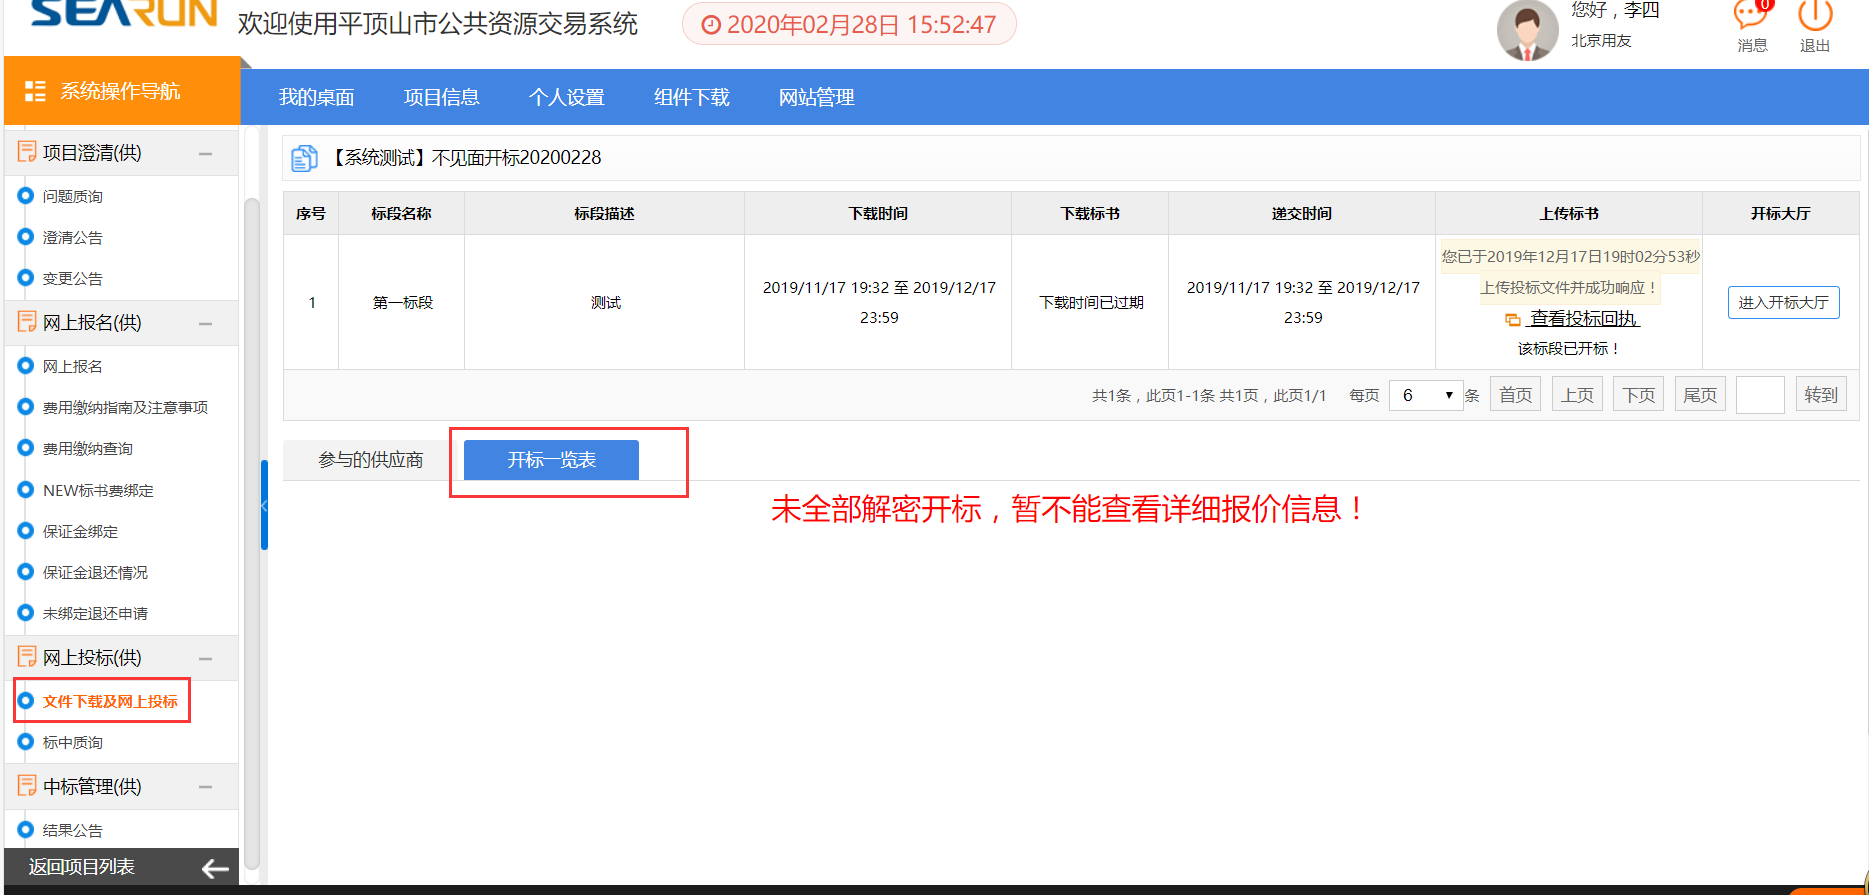 SEARUN
欢迎使用平顶山市公共资源交易系统
2020年02月28日 15:52:47
您好，李四
北京用友
0
消息
退出
系统操作导航
我的桌面
项目信息
个人设置
组件下载
网站管理
项目澄清(供)
问题质询
澄清公告
变更公告
网上报名(供)
网上报名
费用缴纳指南及注意事项
费用缴纳查询
NEW标书费绑定
保证金绑定
保证金退还情况
未绑定退还申请
网上投标(供)
文件下载及网上投标
标中质询
中标管理(供)
结果公告
返回项目列表
【系统测试】不见面开标20200228
序号 标段名称 标段描述 下载时间 下载标书 递交时间 上传标书 开标大厅
1
第一标段
测试
2019/11/17 19:32 至 2019/12/17
23:59
下载时间已过期
2019/11/17 19:32 至 2019/12/17
23:59
您已于2019年12月17日19时02分53秒
上传投标文件并成功响应！
查看投标回执
该标段已开标！
进入开标大厅
共1条，此页1-1条 共1页，此页1/1 每页 6 条 首页 上页 下页 尾页 转到
参与的供应商
开标一览表
未全部解密开标，暂不能查看详细报价信息！